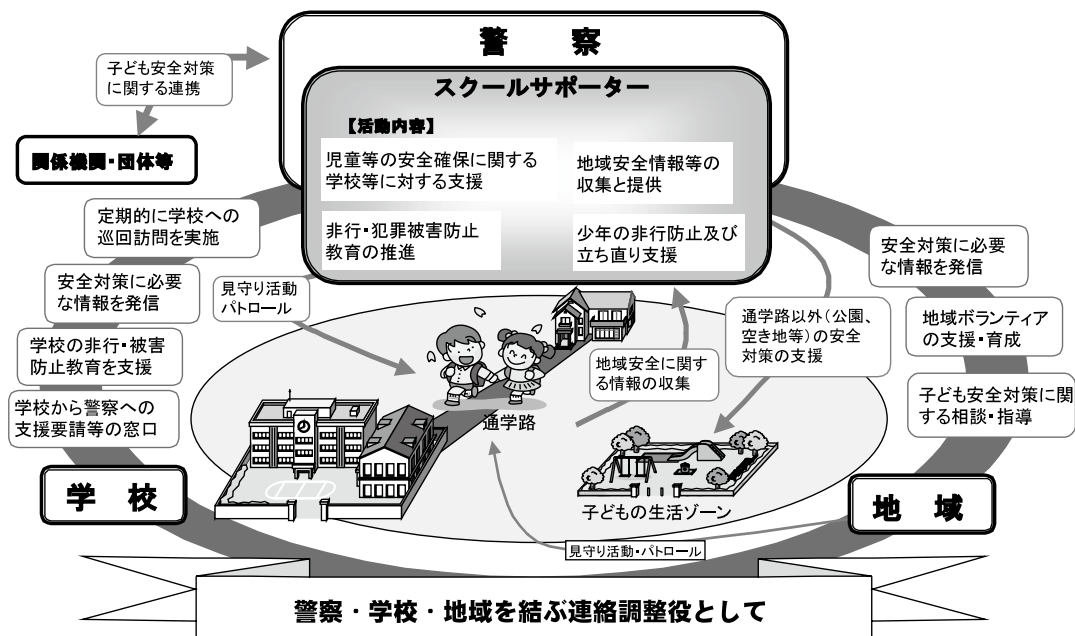 警　察
スクールサポーター
【活動内容】
児童等の安全確保に関する
学校等に対する支援
地域安全情報等の
収集と提供
非行・犯罪被害防止
教育の推進
少年の非行防止及び
立ち直り支援
子ども安全対策
に関する連携
関係機関・団体等
定期的に学校への
巡回訪問を実施
安全対策に必要
な情報を発信
学校の非行・被害
防止教育を支援
学校から警察への
支援要請等の窓口
学　校
見守り活動
パトロール
通学路
地域安全に関す
る情報の収集
通学路以外（公園、
空き地等）の安全
対策の支援
子どもの生活ゾーン
安全対策に必要
な情報を発信
地域ボランティア
の支援・育成
子ども安全対策に関
する相談・指導
地　域
見守り活動・パトロール
警察・学校・地域を結ぶ連絡調整役として